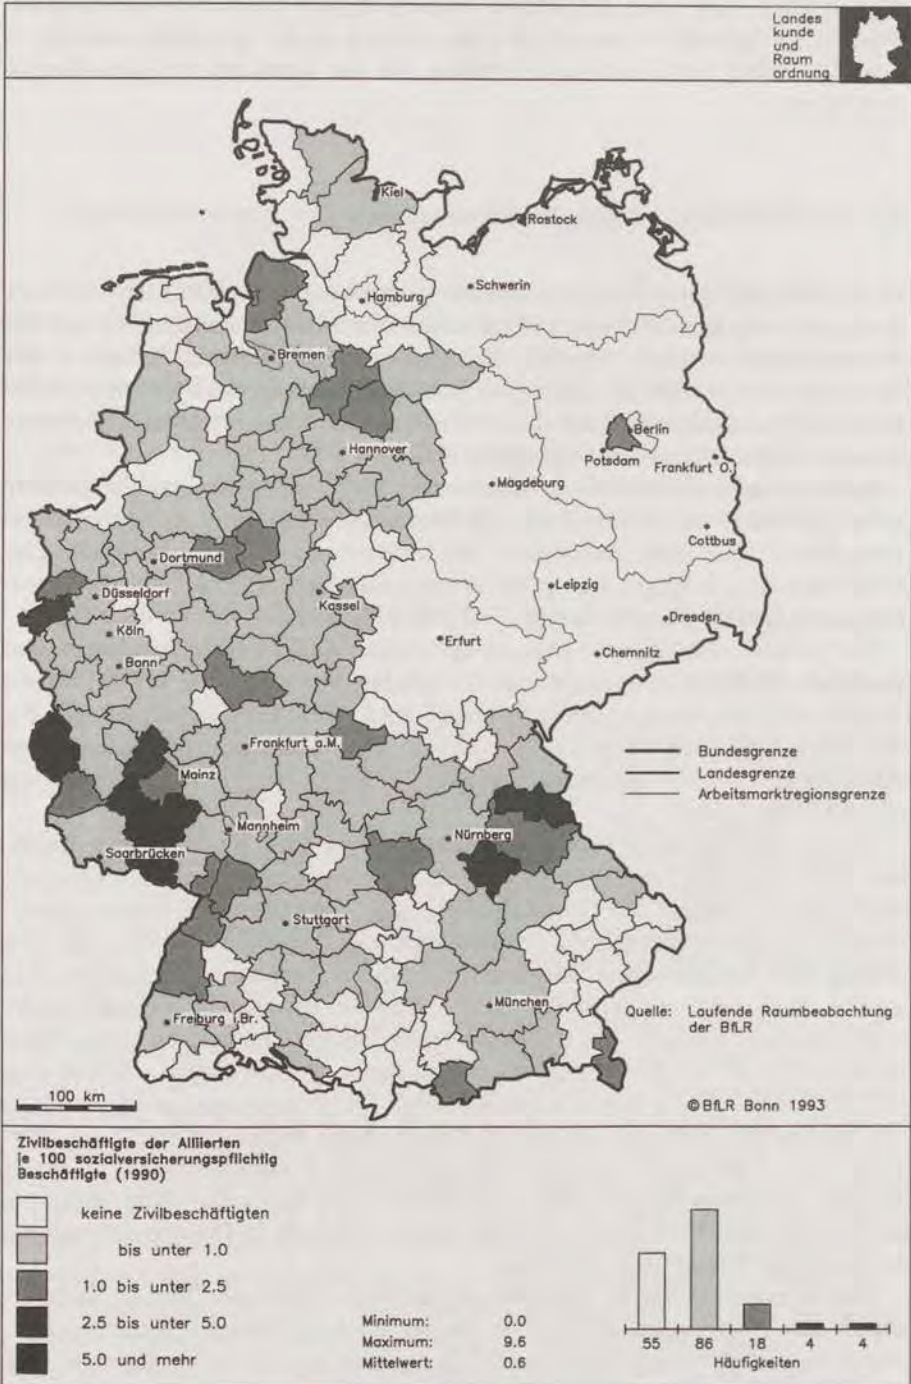 Landes
kunde
und
Raum
ordnung
Kiel
Rostock
Schwerin
Hamburg
Bremen
Berlin
Hannover
Potsdam
Frankfurt O.
Magdeburg
Cottbus
Dortmund
Leipzig
Düsseldorf
Kassel
Dresden
Köln
Erfurt
Chemnitz
Bonn
Frankfurt a.M.
Bundesgrenze
Mainz
Landesgrenze
Arbeitsmarktregionsgrenze
Mannheim
Nürnberg
Saarbrücken
Stuttgart
München
Quelle: Laufende Raumbeobachtung
der BfLR
Freiburg i.Br.
100 km
©BfLR Bonn 1993
Zivilbeschäftigte der Alliierten
je 100 sozialversicherungspflichtig
Beschäftigte (1990)
keine Zivilbeschäftigten
bis unter 1.0
1.0 bis unter 2.5
2.5 bis unter 5.0
5.0 und mehr
Minimum: 0.0
Maximum: 9.6
Mittelwert: 0.6
55 86 18 4 4
Häufigkeiten